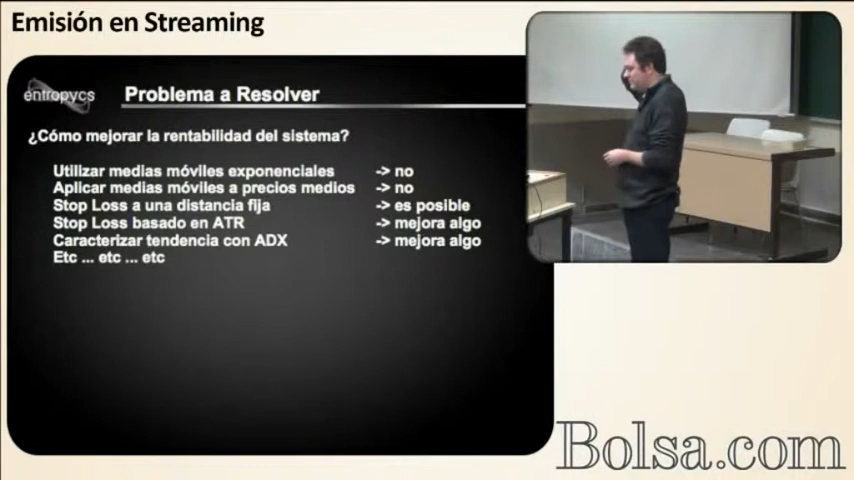 Emisión en Streaming
entropycs
Problema a Resolver
¿Cómo mejorar la rentabilidad del sistema?
Utilizar medias móviles exponenciales -> no
Aplicar medias móviles a precios medios -> no
Stop Loss a una distancia fija -> es posible
Stop Loss basado en ATR -> mejora algo
Caracterizar tendencia con ADX -> mejora algo
Etc ... etc ... etc
Bolsa.com